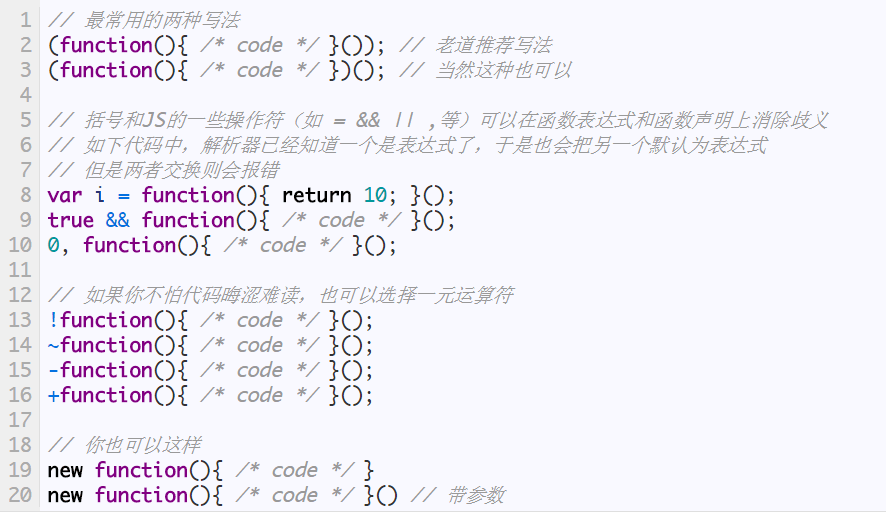 1 // 最常用的两种写法
2 (function(){ /* code */ }()); // 老道推荐写法
3 (function(){ /* code */ })(); // 当然这种也可以
4
5 // 括号和JS的一些操作符（如 = && || ,等）可以在函数表达式和函数声明上消除歧义
6 // 如下代码中，解析器已经知道一个是表达式了，于是也会把另一个默认为表达式
7 // 但是两者交换则会报错
8 var i = function(){ return 10; }();
9 true && function(){ /* code */ }();
10 0, function(){ /* code */ }();
11
12 // 如果你不怕代码晦涩难读，也可以选择一元运算符
13 !function(){ /* code */ }();
14 ~function(){ /* code */ }();
15 -function(){ /* code */ }();
16 +function(){ /* code */ }();
17
18 // 你也可以这样
19 new function(){ /* code */ }
20 new function(){ /* code */ }() // 带参数